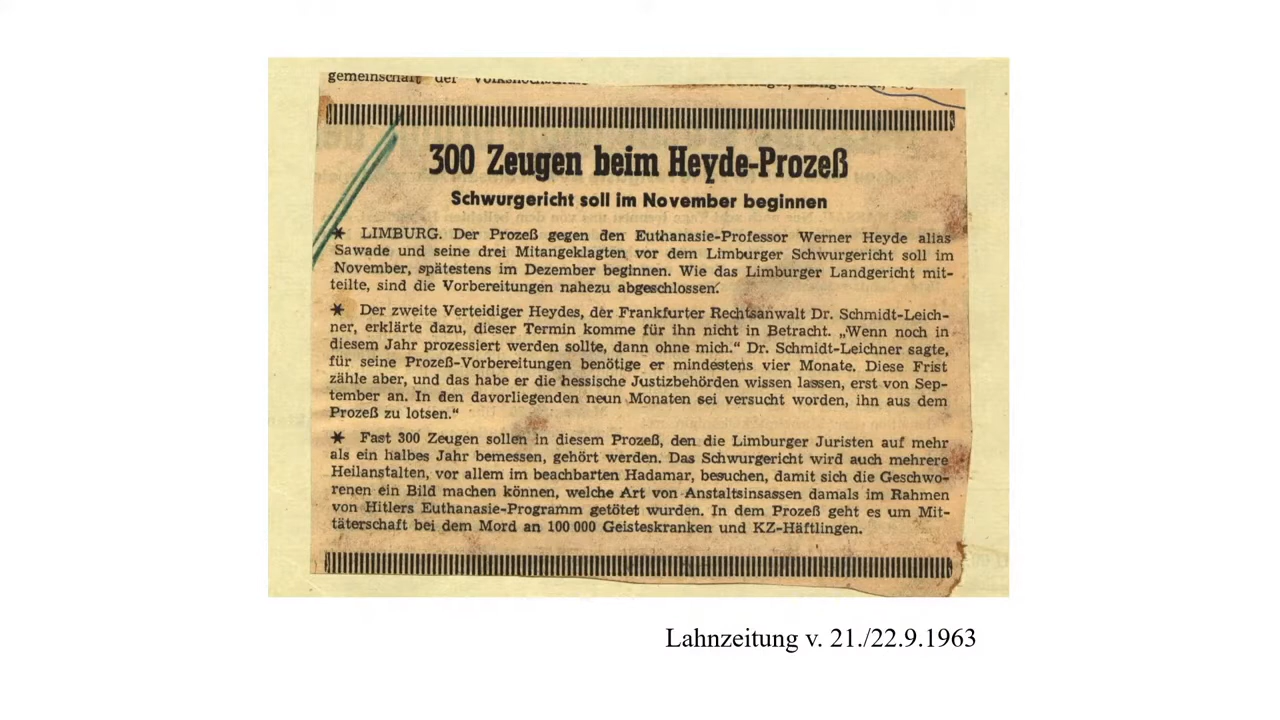 gemeinschaft der
300 Zeugen beim Heyde-Prozeß
Schwurgericht soll im November beginnen
* LIMBURG. Der Prozeß gegen den Euthanasie-Professor Werner Heyde alias
Sawade und seine drei Mitangeklagten vor dem Limburger Schwurgericht soll im
November, spätestens im Dezember beginnen. Wie das Limburger Landgericht mit-
teilte, sind die Vorbereitungen nahezu abgeschlossen.
* Der zweite Verteidiger Heydes, der Frankfurter Rechtsanwalt Dr. Schmidt-Leich-
ner, erklärte dazu, dieser Termin komme für ihn nicht in Betracht. „Wenn noch in
diesem Jahr prozessiert werden sollte, dann ohne mich.“ Dr. Schmidt-Leichner sagte,
für seine Prozeß-Vorbereitungen benötige er mindestens vier Monate. Diese Frist
zähle aber, und das habe er die hessische Justizbehörden wissen lassen, erst von Sep-
tember an. In den davorliegenden neun Monaten sei versucht worden, ihn aus dem
Prozeß zu lotsen.“
* Fast 300 Zeugen sollen in diesem Prozeß, den die Limburger Juristen auf mehr
als ein halbes Jahr bemessen, gehört werden. Das Schwurgericht wird auch mehrere
Heilanstalten, vor allem im beachbarten Hadamar, besuchen, damit sich die Geschwo-
renen ein Bild machen können, welche Art von Anstaltsinsassen damals im Rahmen
von Hitlers Euthanasie-Programm getötet wurden. In dem Prozeß geht es um Mit-
täterschaft bei dem Mord an 100 000 Geisteskranken und KZ-Häftlingen.
Lahnzeitung v. 21./22.9.1963